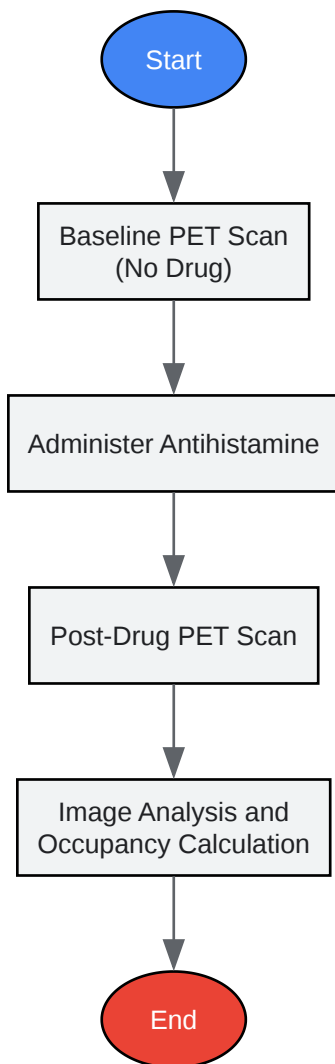 Start
Baseline PET Scan
(No Drug)
Administer Antihistamine
Post-Drug PET Scan
Image Analysis and
Occupancy Calculation
End